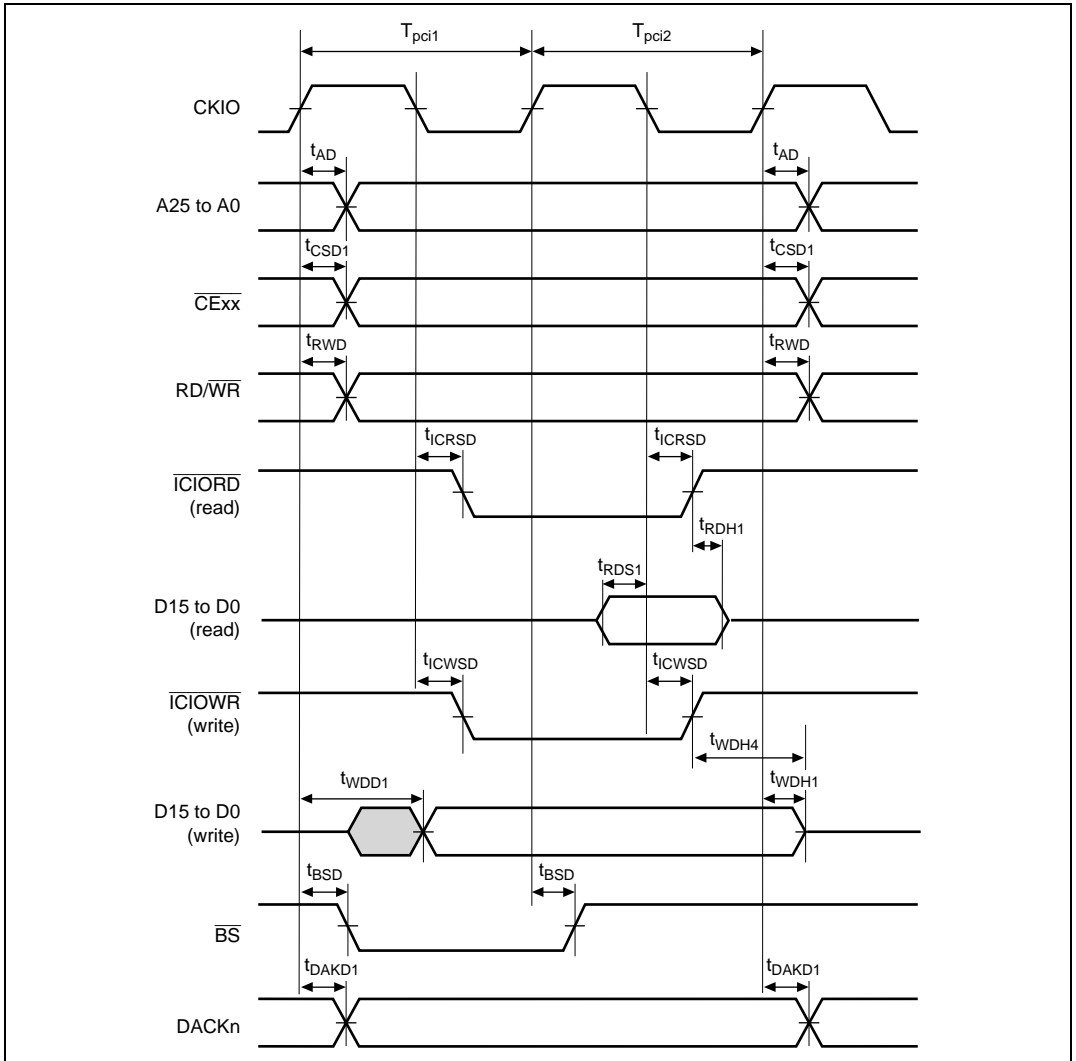 Tpci1 Tpci2
CKIO
tAD tAD
A25 to A0
tCSD1 tCSD1
CExx
tRWD tRWD
RD/WR
tICRSD tICRSD
ICIORD
(read)
tRDH1
tRDS1
D15 to D0
(read)
tICWSD tICWSD
ICIOWR
(write)
tWDH4
tWDD1 tWDH1
D15 to D0
(write)
tBSD tBSD
BS
tDAKD1 tDAKD1
DACKn